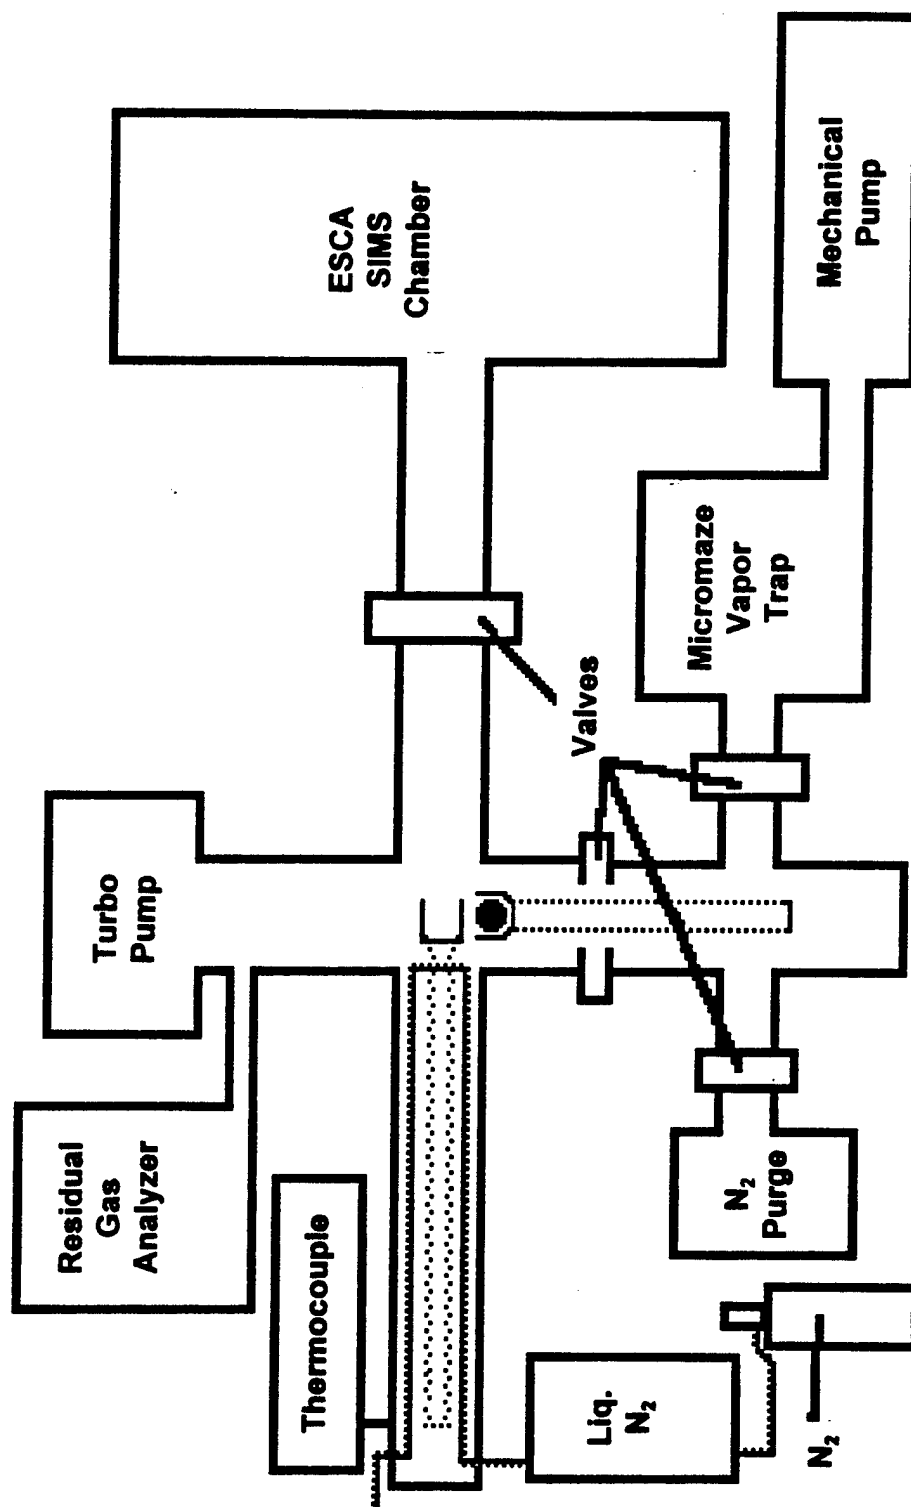 Residual
Gas
Analyzer
Turbo
Pump
Thermocouple
ESCA
SIMS
Chamber
Valves
Liq.
N₂
N₂
N₂
Purge
Micromaze
Vapor
Trap
Mechanical
Pump